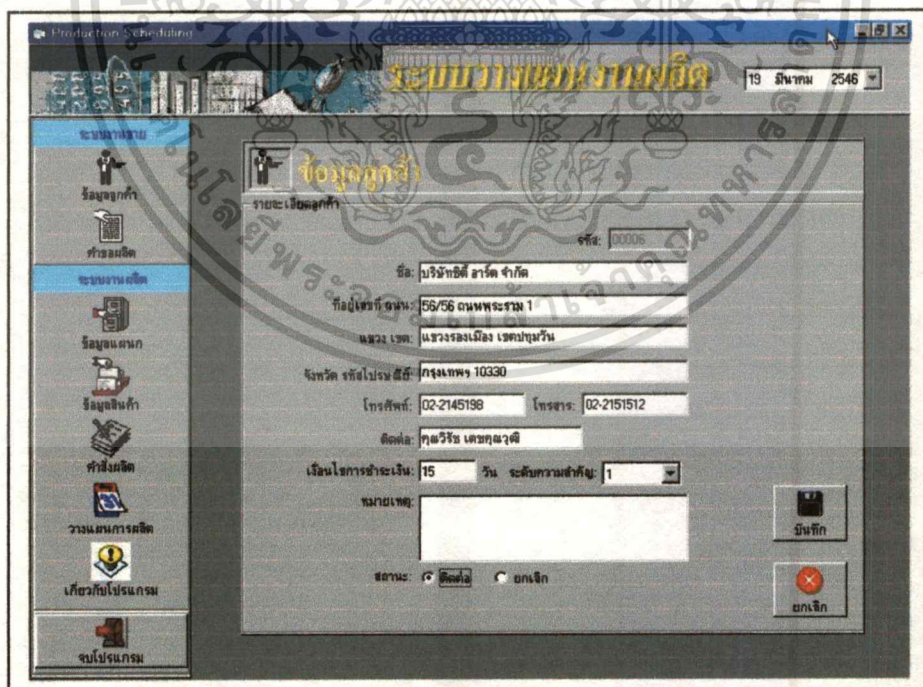 Production Scheduling
ระบบวางแผนงานผลิต
19 มีนาคม 2546
ระบบงานขาย
ข้อมูลลูกค้า
คำขอผลิต
ระบบงานผลิต
ข้อมูลแผนก
ข้อมูลสินค้า
คำสั่งผลิต
วางแผนการผลิต
เกี่ยวกับโปรแกรม
จบโปรแกรม
ข้อมูลลูกค้า
รายละเอียดลูกค้า
รหัส: 00006
ชื่อ: บริษัทซิตี้ อาร์ต จำกัด
ที่อยู่เลขที่ ถนน: 56/56 ถนนพระราม 1
แขวง เขต: แขวงรองเมือง เขตปทุมวัน
จังหวัด รหัสไปรษณีย์: กรุงเทพฯ 10330
โทรศัพท์: 02-2145198 โทรสาร: 02-2151512
ติดต่อ: คุณวิรัช เตชคุณวุฒิ
เงื่อนไขการชำระเงิน: 15 วัน ระดับความสำคัญ: 1
หมายเหตุ:
สถานะ: ติดต่อ ยกเลิก
บันทึก
ยกเลิก